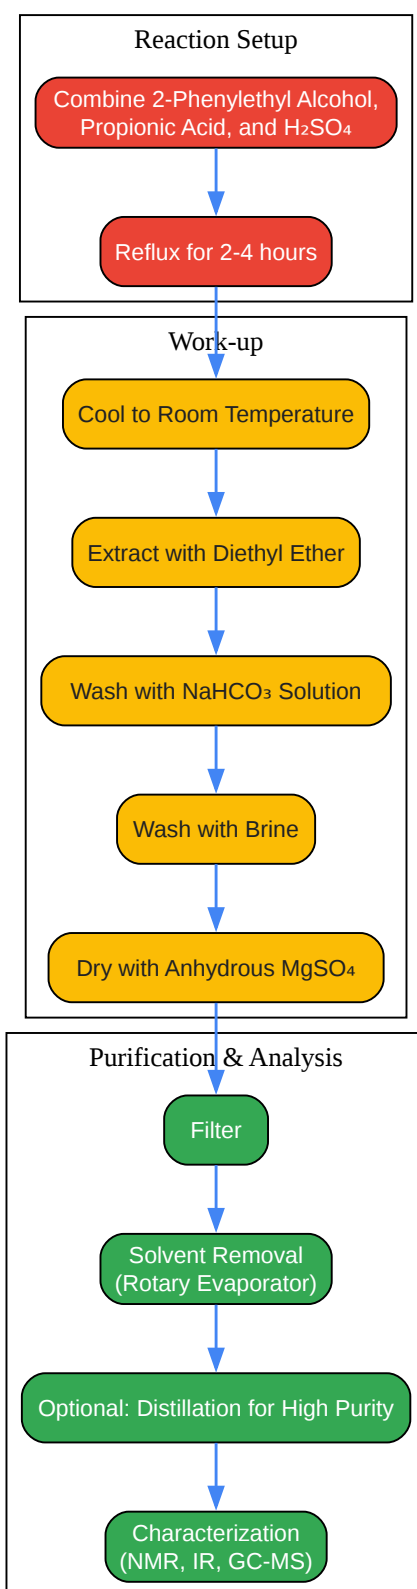 Reaction Setup
Combine 2-Phenylethyl Alcohol,
Propionic Acid, and H₂SO₄
Reflux for 2-4 hours
Work-up
Cool to Room Temperature
Extract with Diethyl Ether
Wash with NaHCO₃ Solution
Wash with Brine
Dry with Anhydrous MgSO₄
Purification & Analysis
Filter
Solvent Removal
(Rotary Evaporator)
Optional: Distillation for High Purity
Characterization
(NMR, IR, GC-MS)